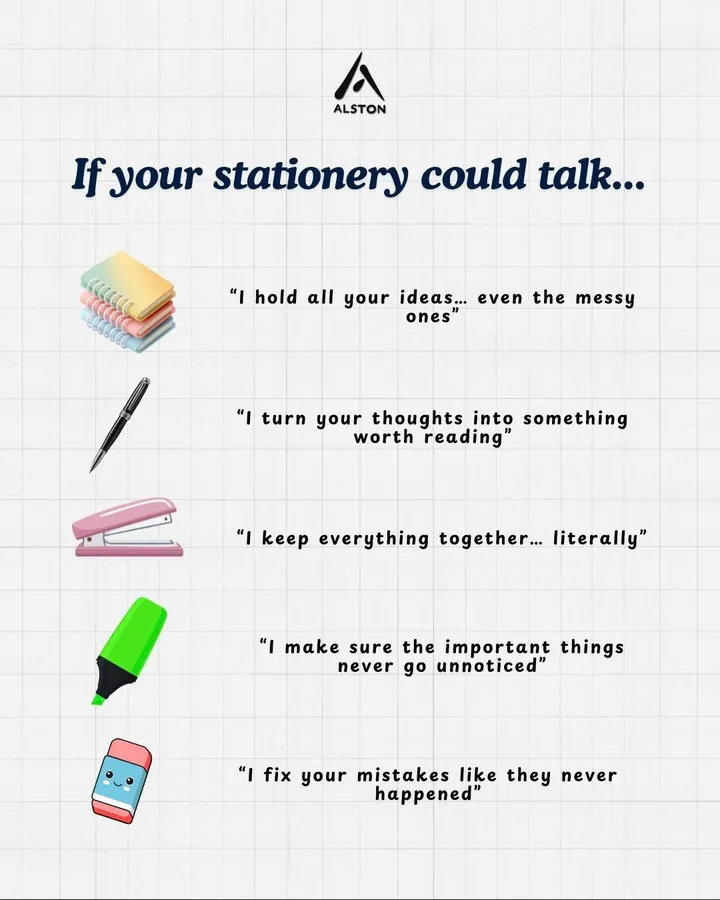 ALSTON
If your stationery could talk...
“I hold all your ideas... even the messy
ones”
“I turn your thoughts into something
worth reading”
“I keep everything together... literally”
“I make sure the important things
never go unnoticed”
“I fix your mistakes like they never
happened”